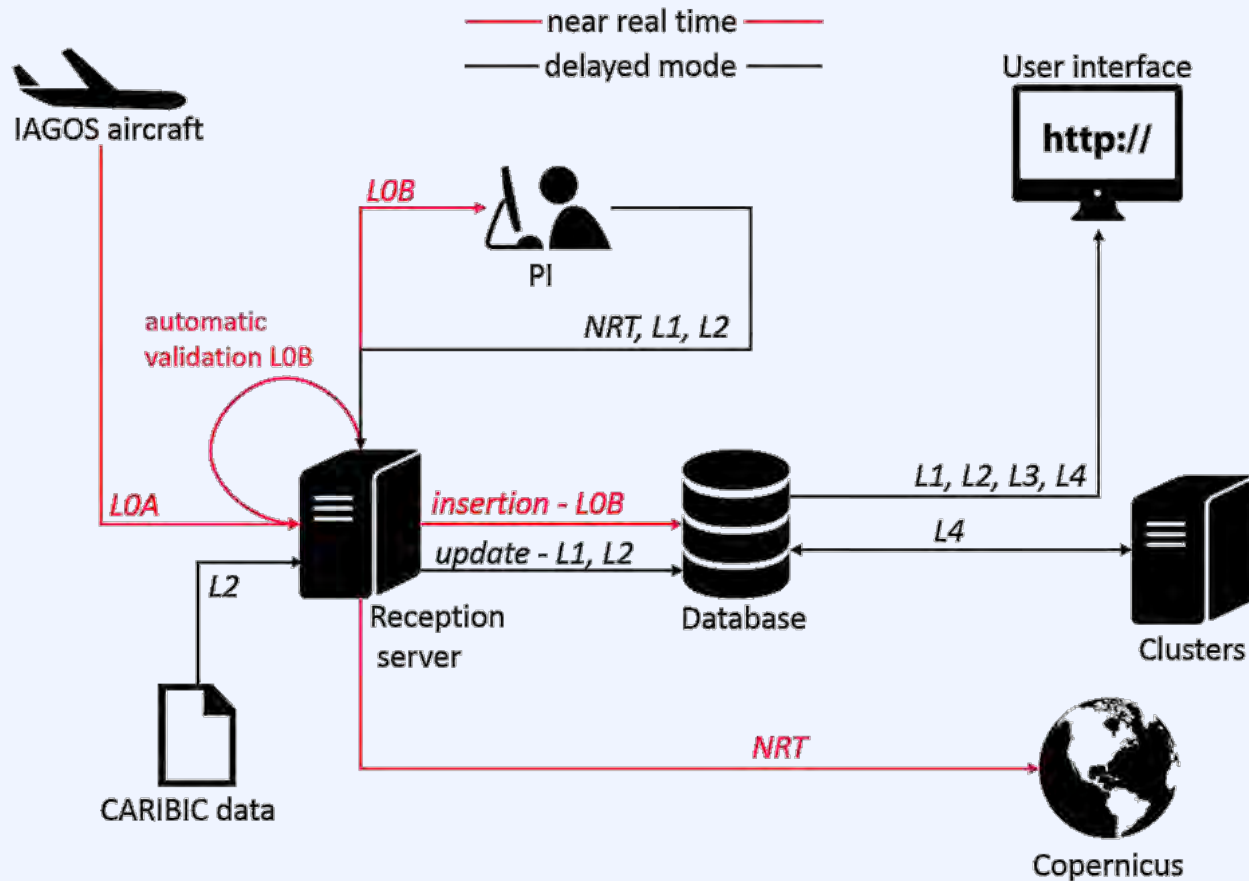 near real time
delayed mode
IAGOS aircraft
User interface
http://
L0B
PI
NRT, L1, L2
automatic
validation L0B
L0A
insertion - L0B
update - L1, L2
L1, L2, L3, L4
L4
L2
Reception
server
Database
Clusters
NRT
CARIBIC data
Copernicus